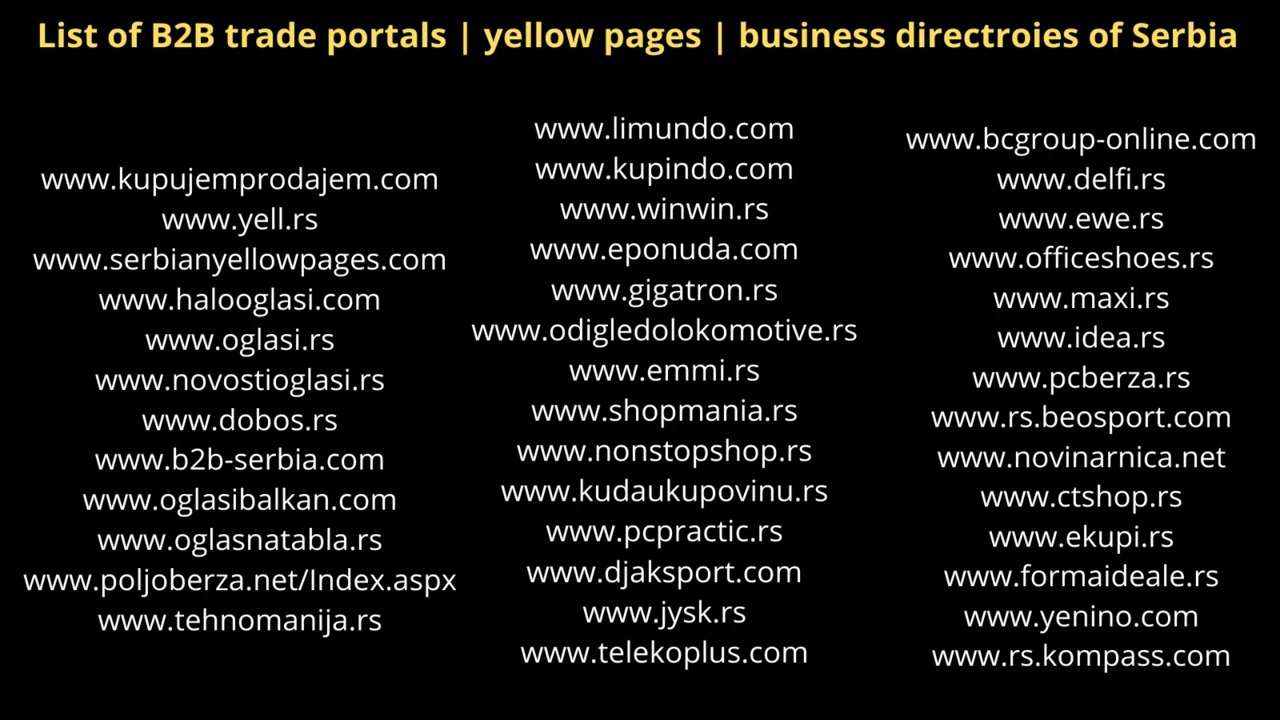 List of B2B trade portals | yellow pages | business directroies of Serbia
www.kupujemprodajem.com
www.yell.rs
www.serbianyellowpages.com
www.halooglasi.com
www.oglasi.rs
www.novostioglasi.rs
www.dobos.rs
www.b2b-serbia.com
www.oglasibalkan.com
www.oglasnatabla.rs
www.poljoberza.net/Index.aspx
www.tehnomanija.rs
www.limundo.com
www.kupindo.com
www.winwin.rs
www.eponuda.com
www.gigatron.rs
www.odigledolokomotive.rs
www.emmi.rs
www.shopmania.rs
www.nonstopshop.rs
www.kudaukupovinu.rs
www.pcpractic.rs
www.djaksport.com
www.jysk.rs
www.telekoplus.com
www.bcgroup-online.com
www.delfi.rs
www.ewe.rs
www.officeshoes.rs
www.maxi.rs
www.idea.rs
www.pcberza.rs
www.rs.beosport.com
www.novinarnica.net
www.ctshop.rs
www.ekupi.rs
www.formaideale.rs
www.yenino.com
www.rs.kompass.com